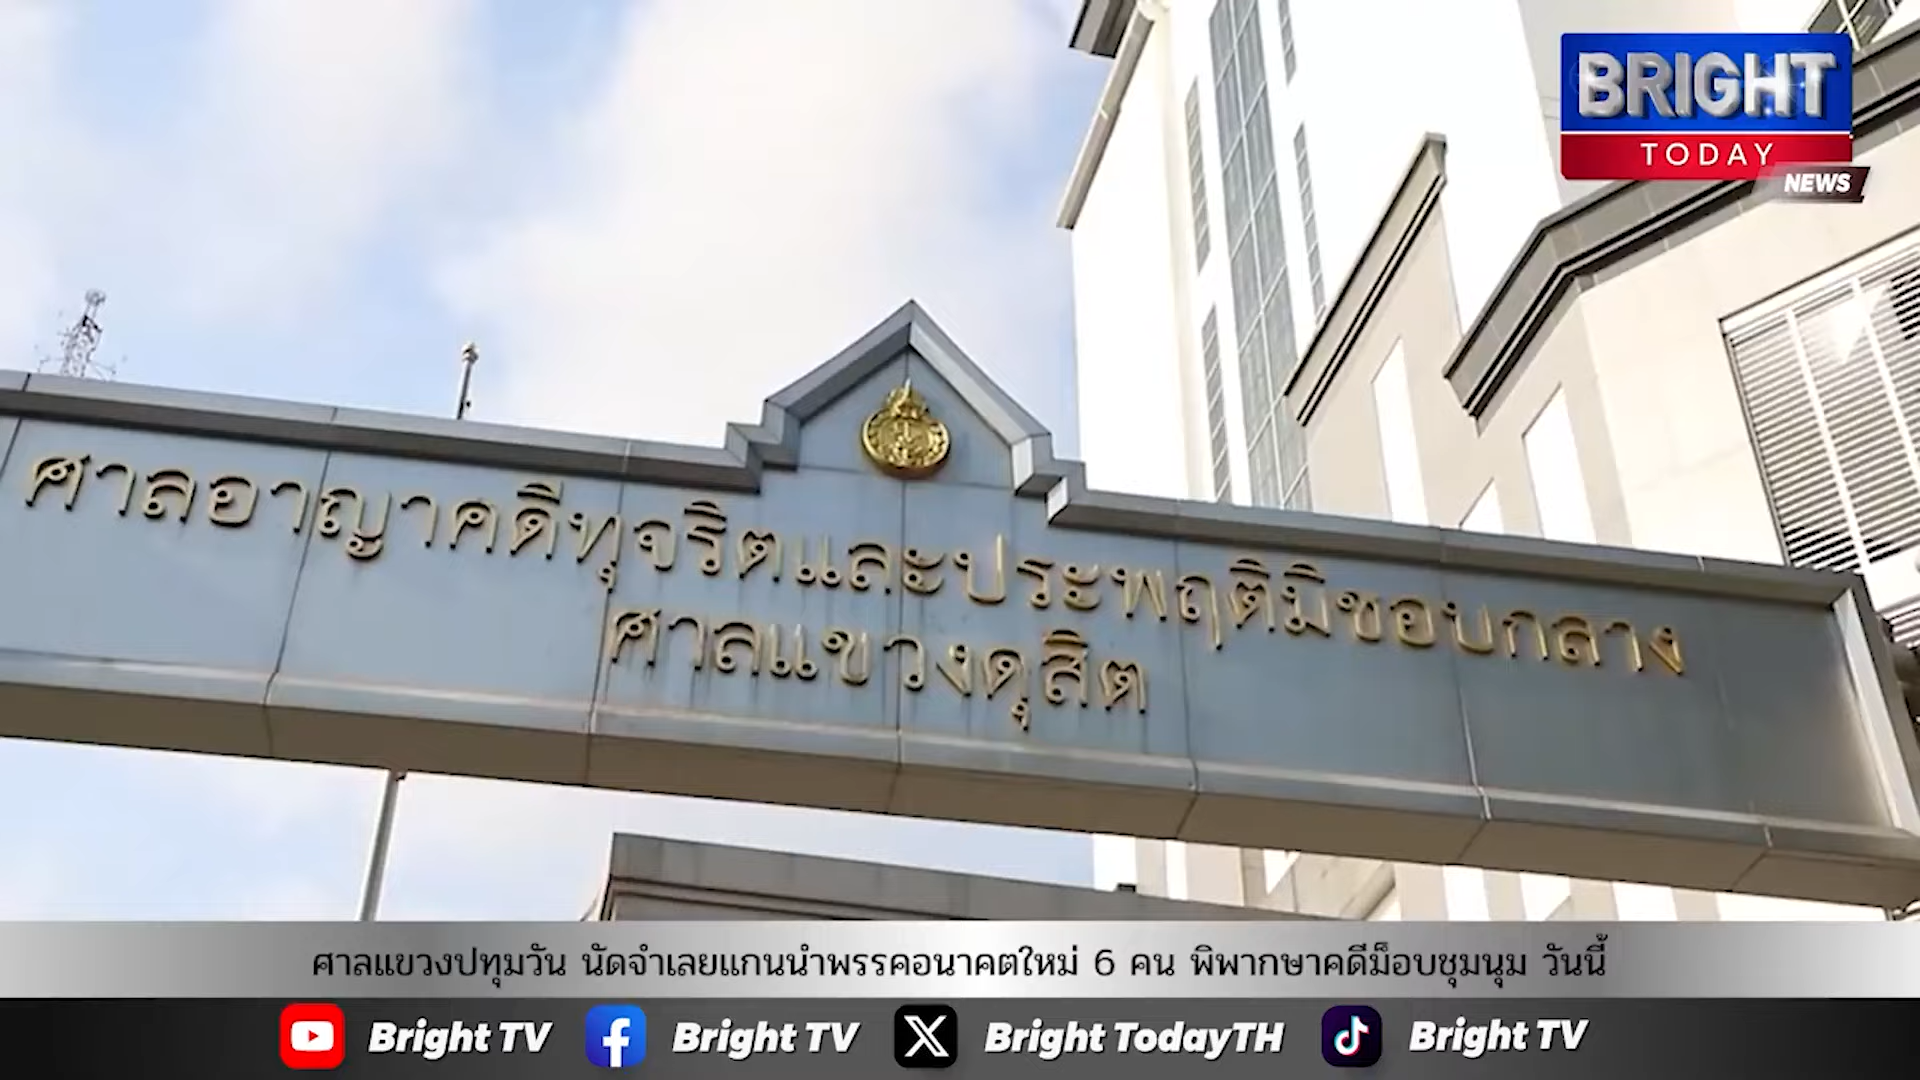 BRIGHT
TODAY
NEWS
ศาลอาญาคดีทุจริตและประพฤติมิชอบกลาง
ศาลแขวงดุสิต
ศาลแขวงปทุมวัน นัดจำเลยแกนนำพรรคอนาคตใหม่ 6 คน พิพากษาคดีม็อบชุมนุม วันนี้
Bright TV Bright TV Bright TodayTH Bright TV